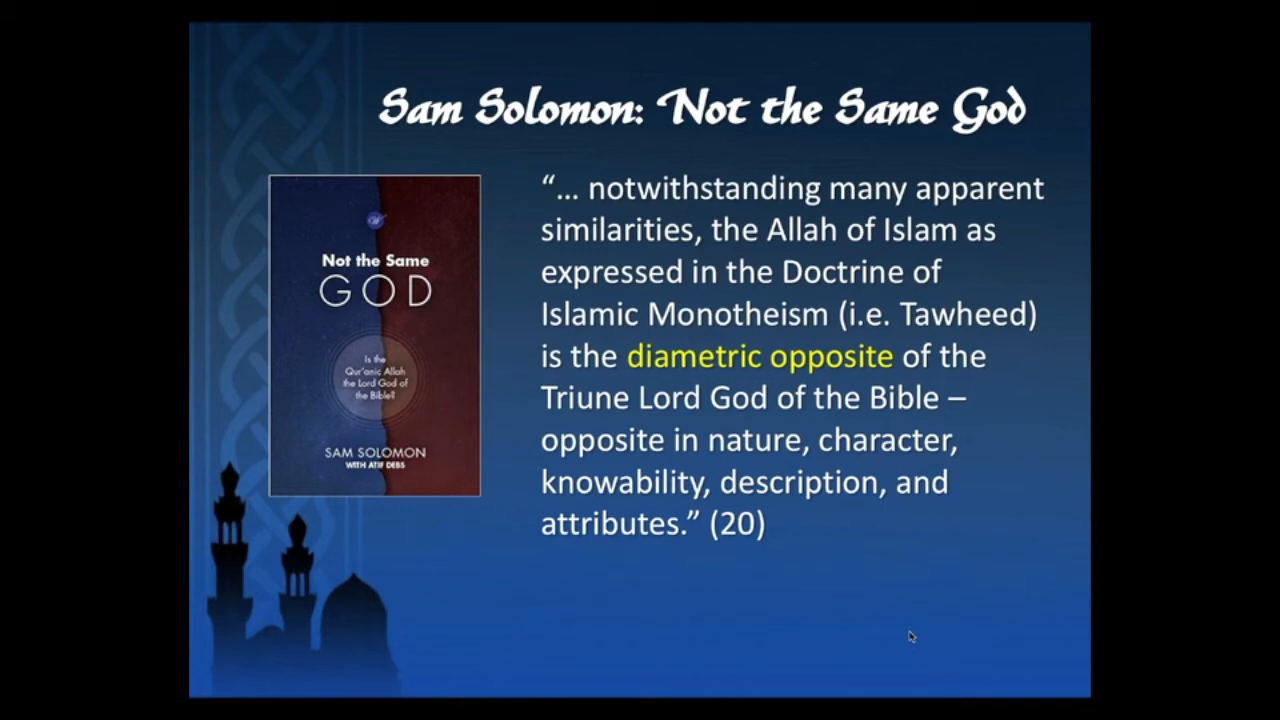 Sam Solomon: Not the Same God
Not the Same
GOD
Is the
Qur'anic Allah
the Lord God of
the Bible?
SAM SOLOMON
WITH ATIF DEBS
“... notwithstanding many apparent
similarities, the Allah of Islam as
expressed in the Doctrine of
Islamic Monotheism (i.e. Tawheed)
is the diametric opposite of the
Triune Lord God of the Bible –
opposite in nature, character,
knowability, description, and
attributes.” (20)